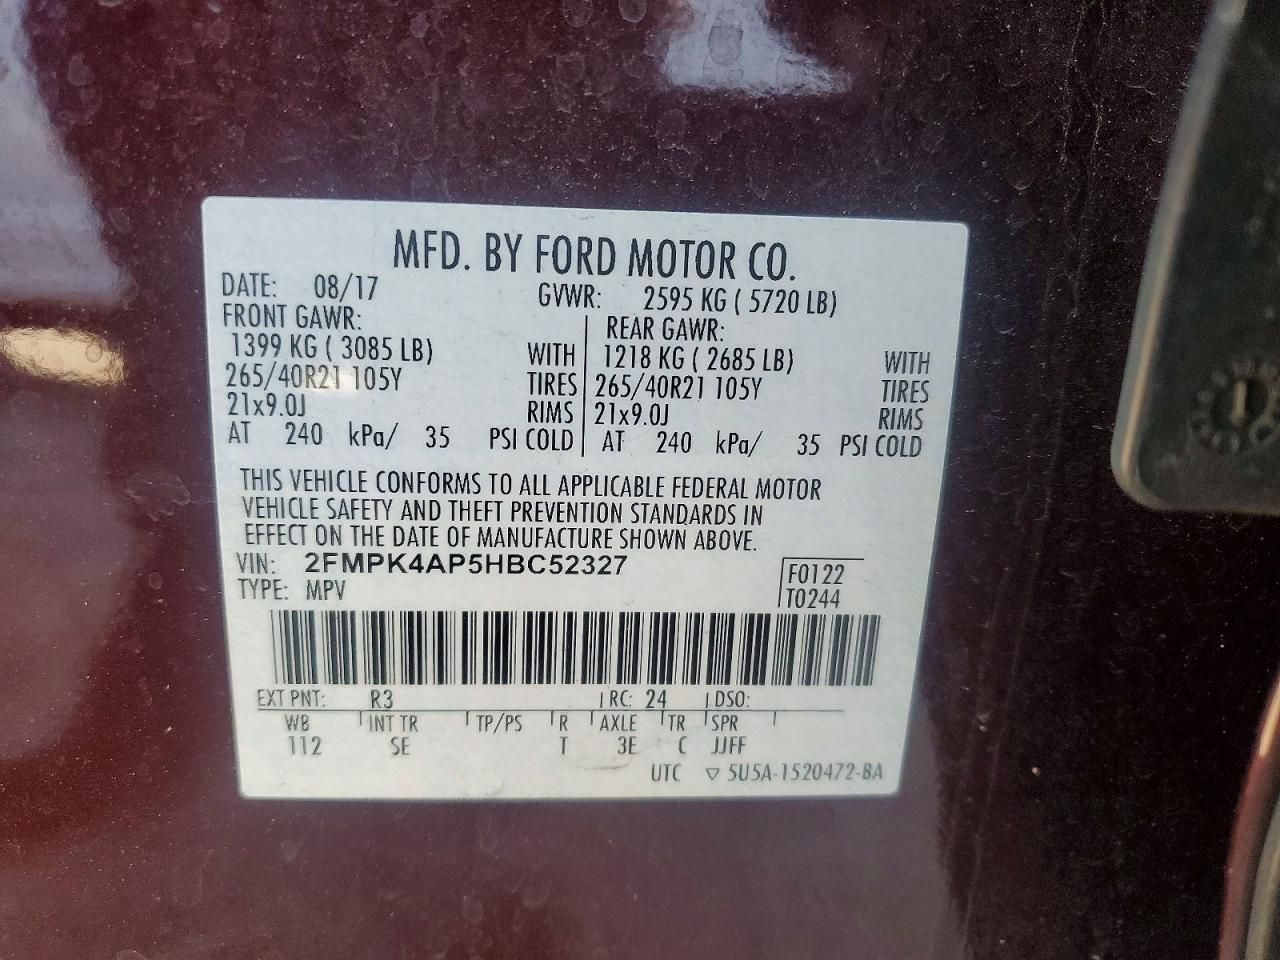 MFD. BY FORD MOTOR CO.
DATE: 08/17 GVWR: 2595 KG ( 5720 LB)
FRONT GAWR: REAR GAWR:
1399 KG ( 3085 LB) WITH 1218 KG ( 2685 LB) WITH
265/40R21 105Y TIRES 265/40R21 105Y TIRES
21x9.0J RIMS 21x9.0J RIMS
AT 240 kPa/ 35 PSI COLD AT 240 kPa/ 35 PSI COLD
THIS VEHICLE CONFORMS TO ALL APPLICABLE FEDERAL MOTOR
VEHICLE SAFETY AND THEFT PREVENTION STANDARDS IN
EFFECT ON THE DATE OF MANUFACTURE SHOWN ABOVE.
VIN: 2FMPK4AP5HBC52327 F0122
TYPE: MPV T0244
EXT PNT: R3 RC: 24 DSO:
WB INT TR TP/PS R AXLE TR SPR
112 SE T 3E C JJFF
UTC ▽ 5U5A-1520472-BA